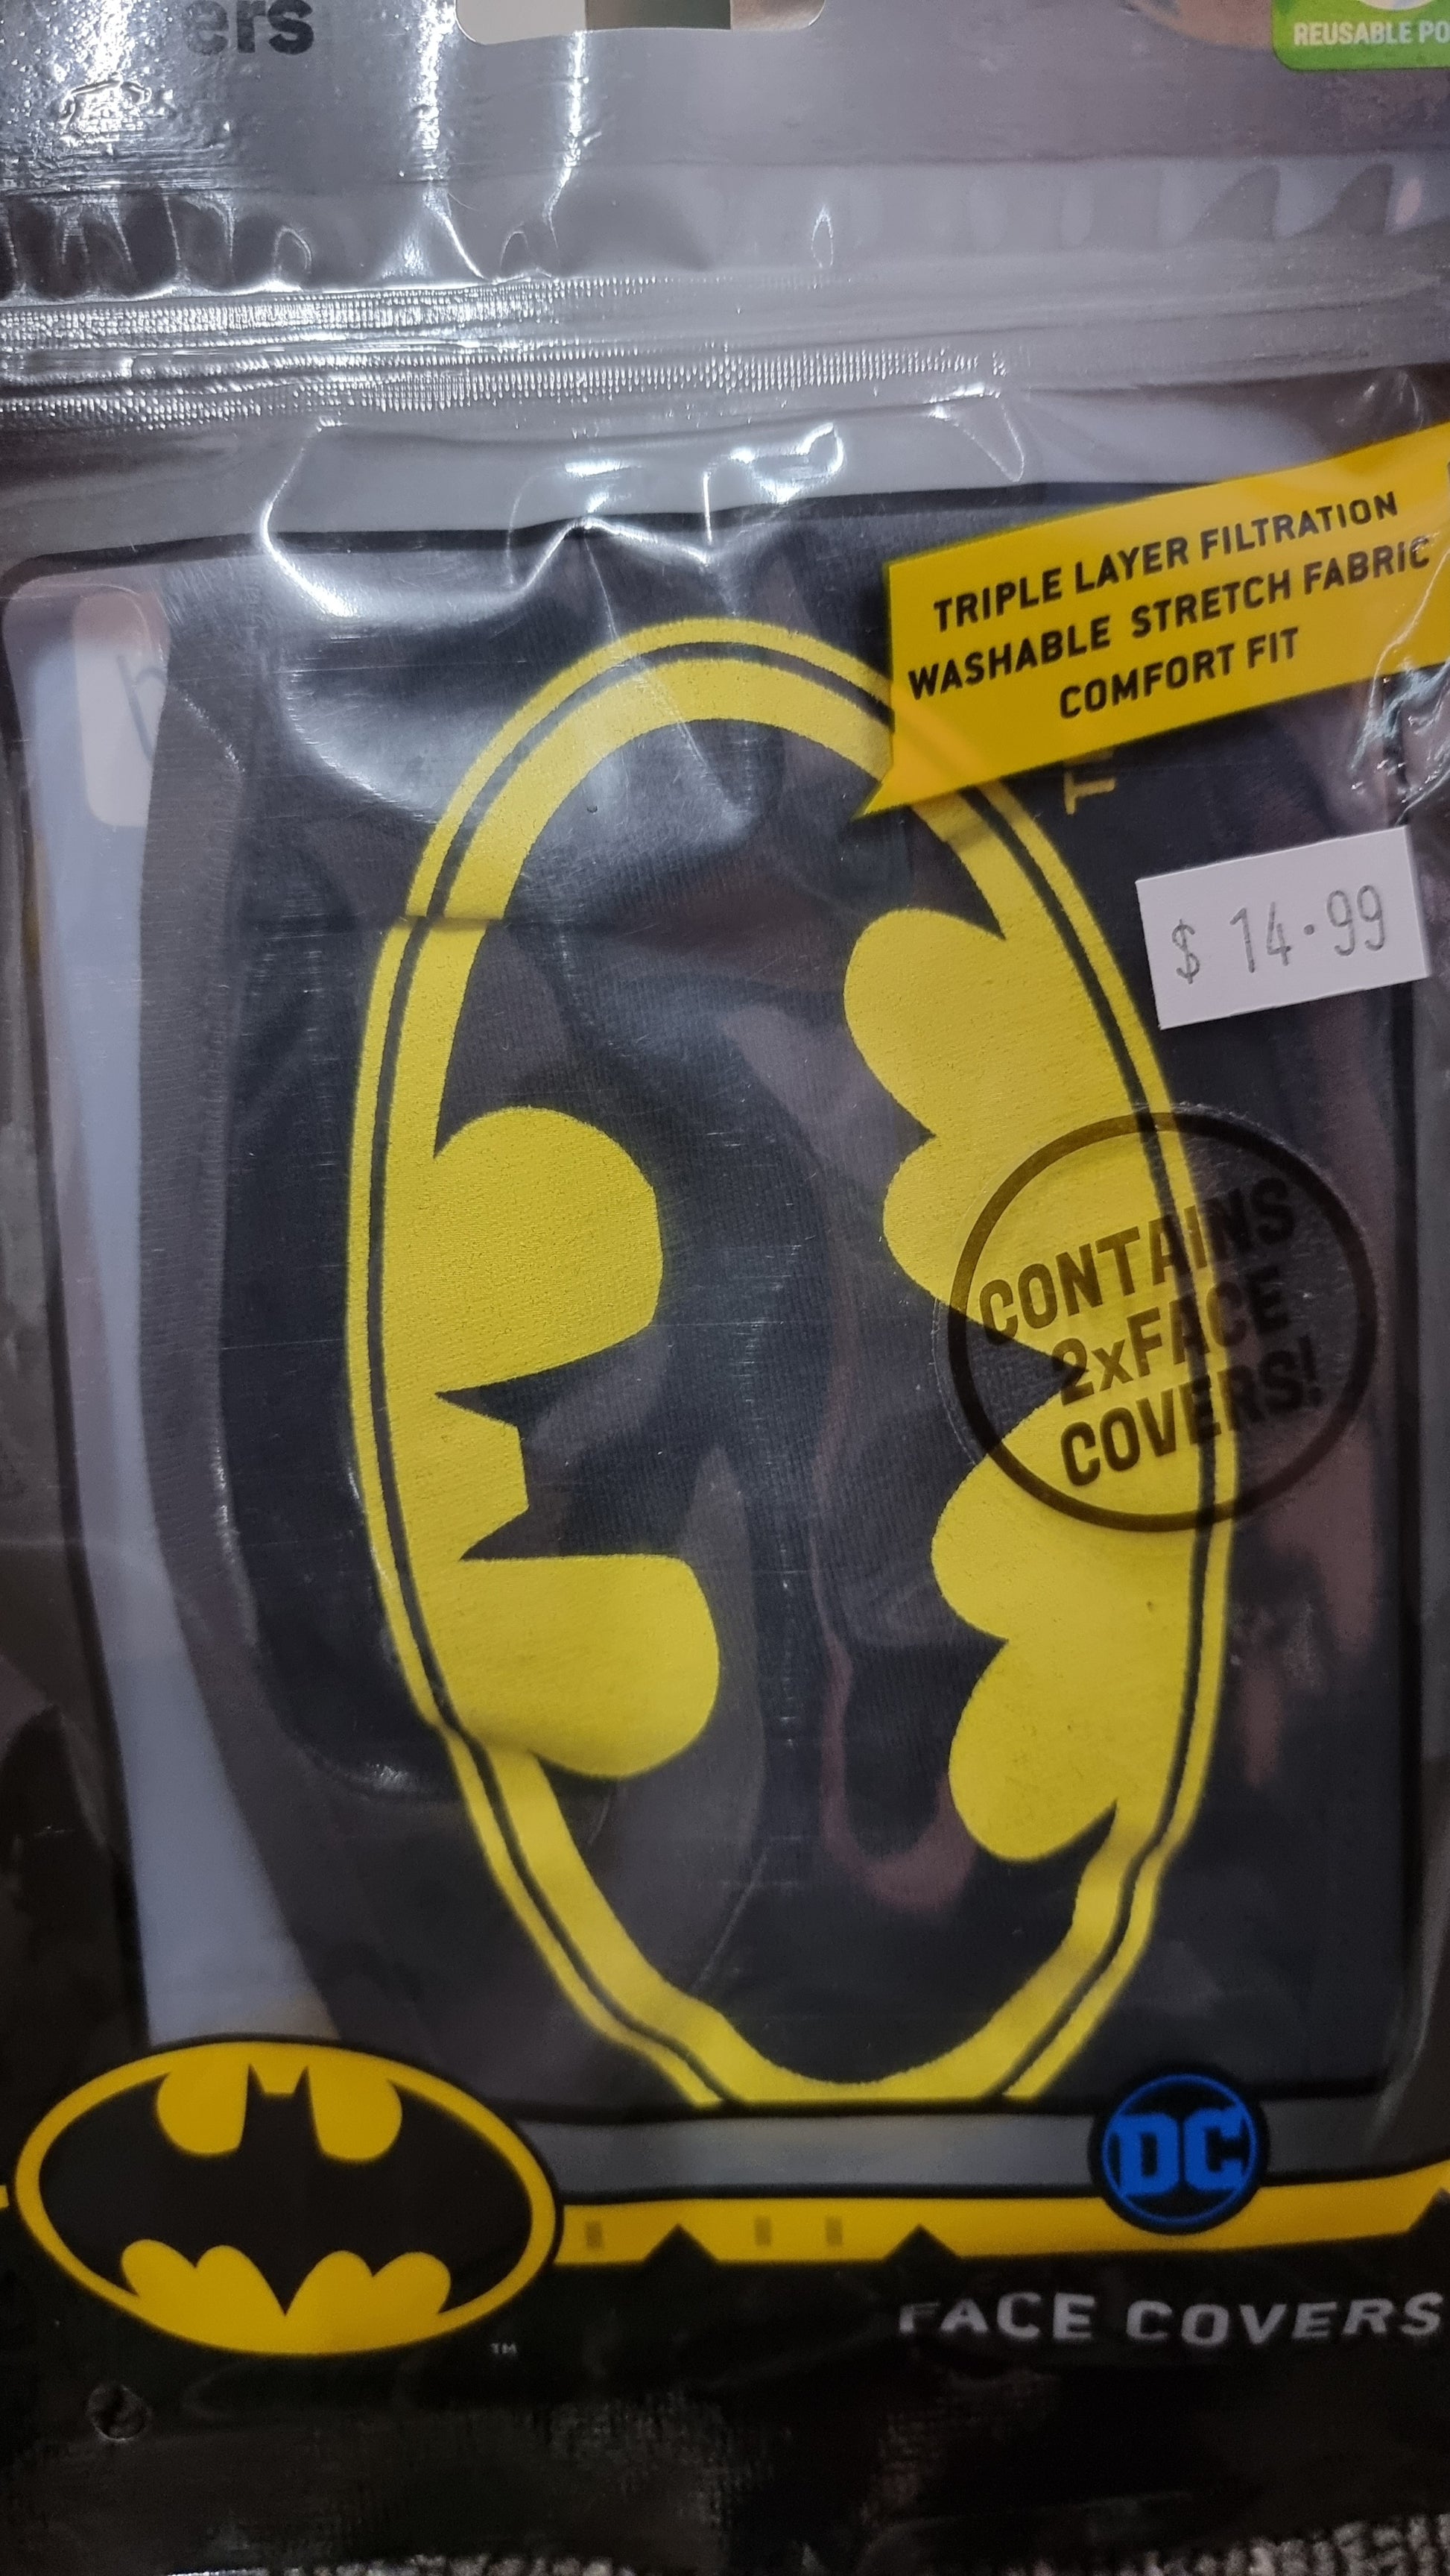 ers
REUSABLE PO
TRIPLE LAYER FILTRATION
WASHABLE STRETCH FABRIC
COMFORT FIT
$ 14.99
CONTAINS
2xFACE
COVERS!
DC
FACE COVERS
TM